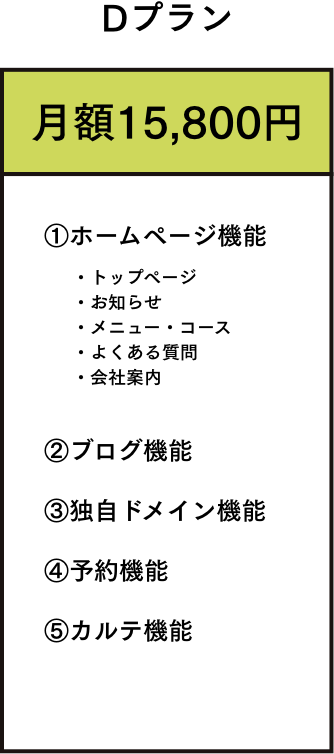 Dプラン
月額15,800円
①ホームページ機能
・トップページ
・お知らせ
・メニュー・コース
・よくある質問
・会社案内
②ブログ機能
③独自ドメイン機能
④予約機能
⑤カルテ機能